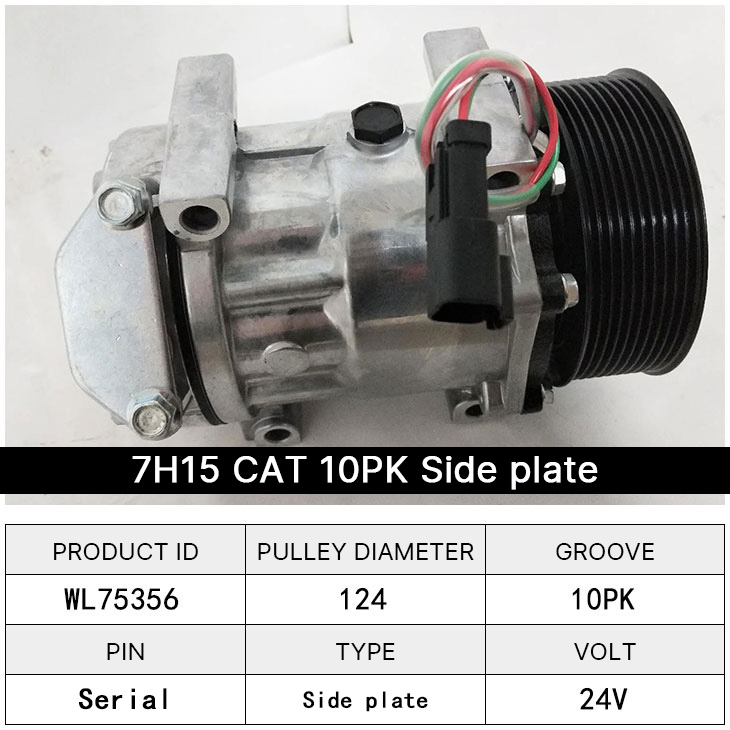 7H15 CAT 10PK Side plate
PRODUCT ID PULLEY DIAMETER GROOVE
WL75356 124 10PK
PIN TYPE VOLT
Serial Side plate 24V